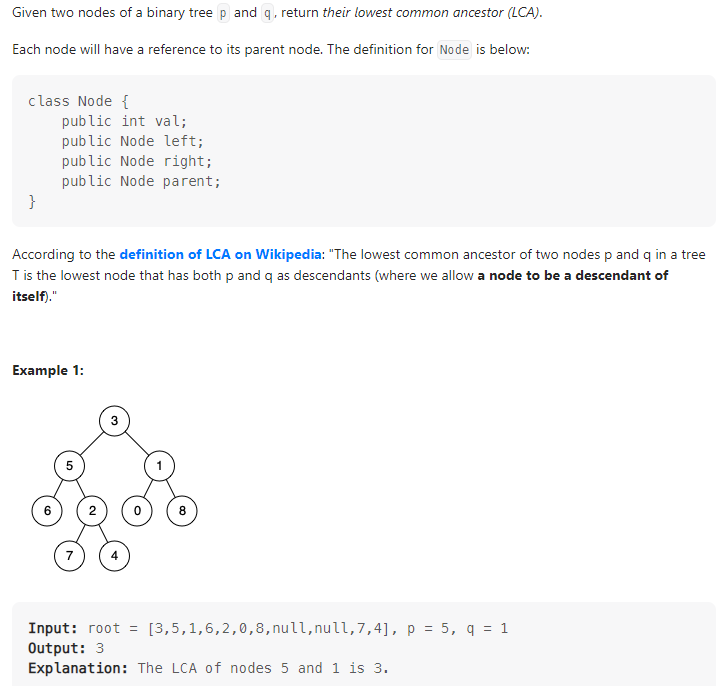 Given two nodes of a binary tree p and q, return their lowest common ancestor (LCA).
Each node will have a reference to its parent node. The definition for Node is below:
class Node {
    public int val;
    public Node left;
    public Node right;
    public Node parent;
}
According to the definition of LCA on Wikipedia: "The lowest common ancestor of two nodes p and q in a tree
T is the lowest node that has both p and q as descendants (where we allow a node to be a descendant of
itself)."
Example 1:
3
5 1
6 2 0 8
7 4
Input: root = [3,5,1,6,2,0,8,null,null,7,4], p = 5, q = 1
Output: 3
Explanation: The LCA of nodes 5 and 1 is 3.